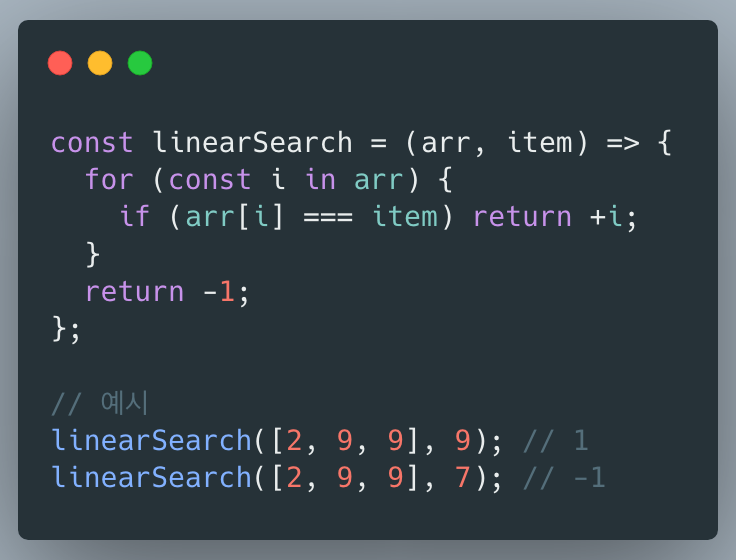 const linearSearch = (arr, item) => {
  for (const i in arr) {
    if (arr[i] === item) return +i;
  }
  return -1;
};

// 예시
linearSearch([2, 9, 9], 9); // 1
linearSearch([2, 9, 9], 7); // -1